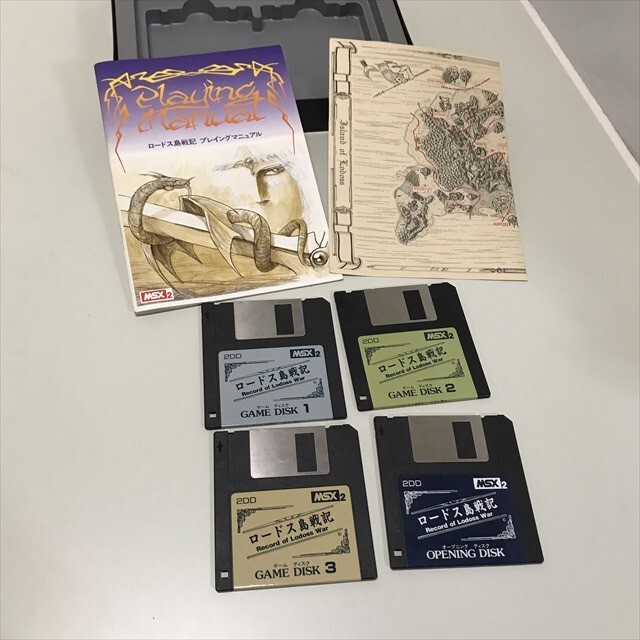 Playing
Manual
ロードス島戦記 プレイングマニュアル
MSX2
Island of Lodoss
2DD
MSX2
ロードス島戦記
Record of Lodoss War
ゲーム ディスク
GAME DISK 1
2DD
MSX2
ロードス島戦記
Record of Lodoss War
ゲーム ディスク
GAME DISK 2
2DD
MSX2
ロードス島戦記
Record of Lodoss War
ゲーム ディスク
GAME DISK 3
2DD
MSX2
ロードス島戦記
Record of Lodoss War
オープニング ディスク
OPENING DISK